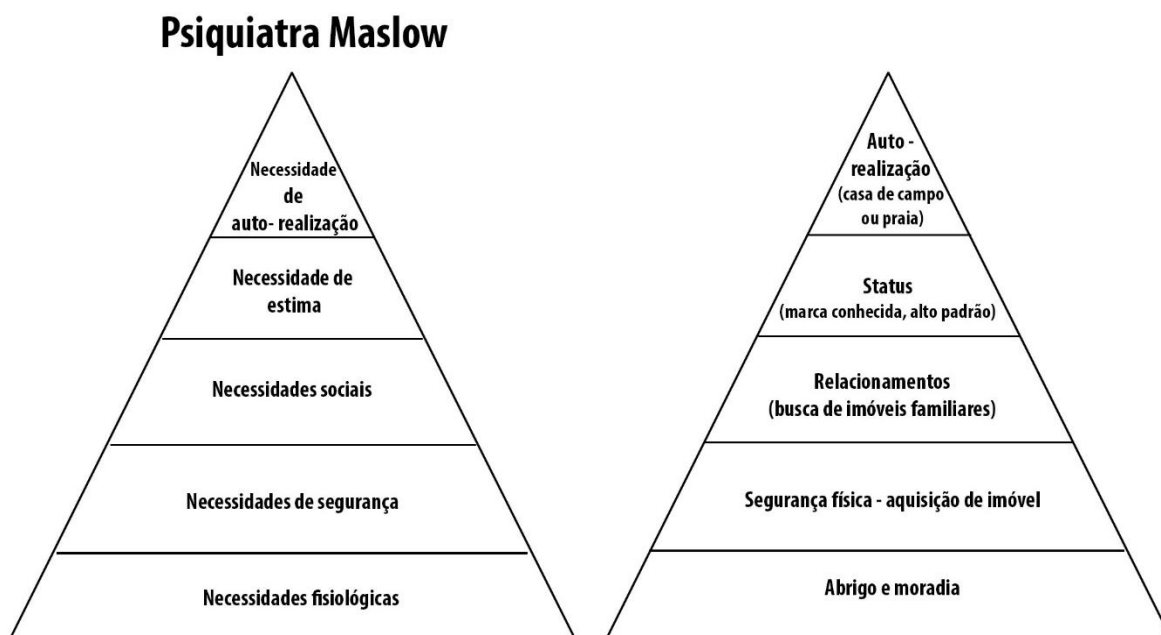 Psiquiatra Maslow
Necessidade
de
auto- realização
Necessidade de
estima
Necessidades sociais
Necessidades de segurança
Necessidades fisiológicas
Auto -
realização
(casa de campo
ou praia)
Status
(marca conhecida, alto padrão)
Relacionamentos
(busca de imóveis familiares)
Segurança física - aquisição de imóvel
Abrigo e moradia